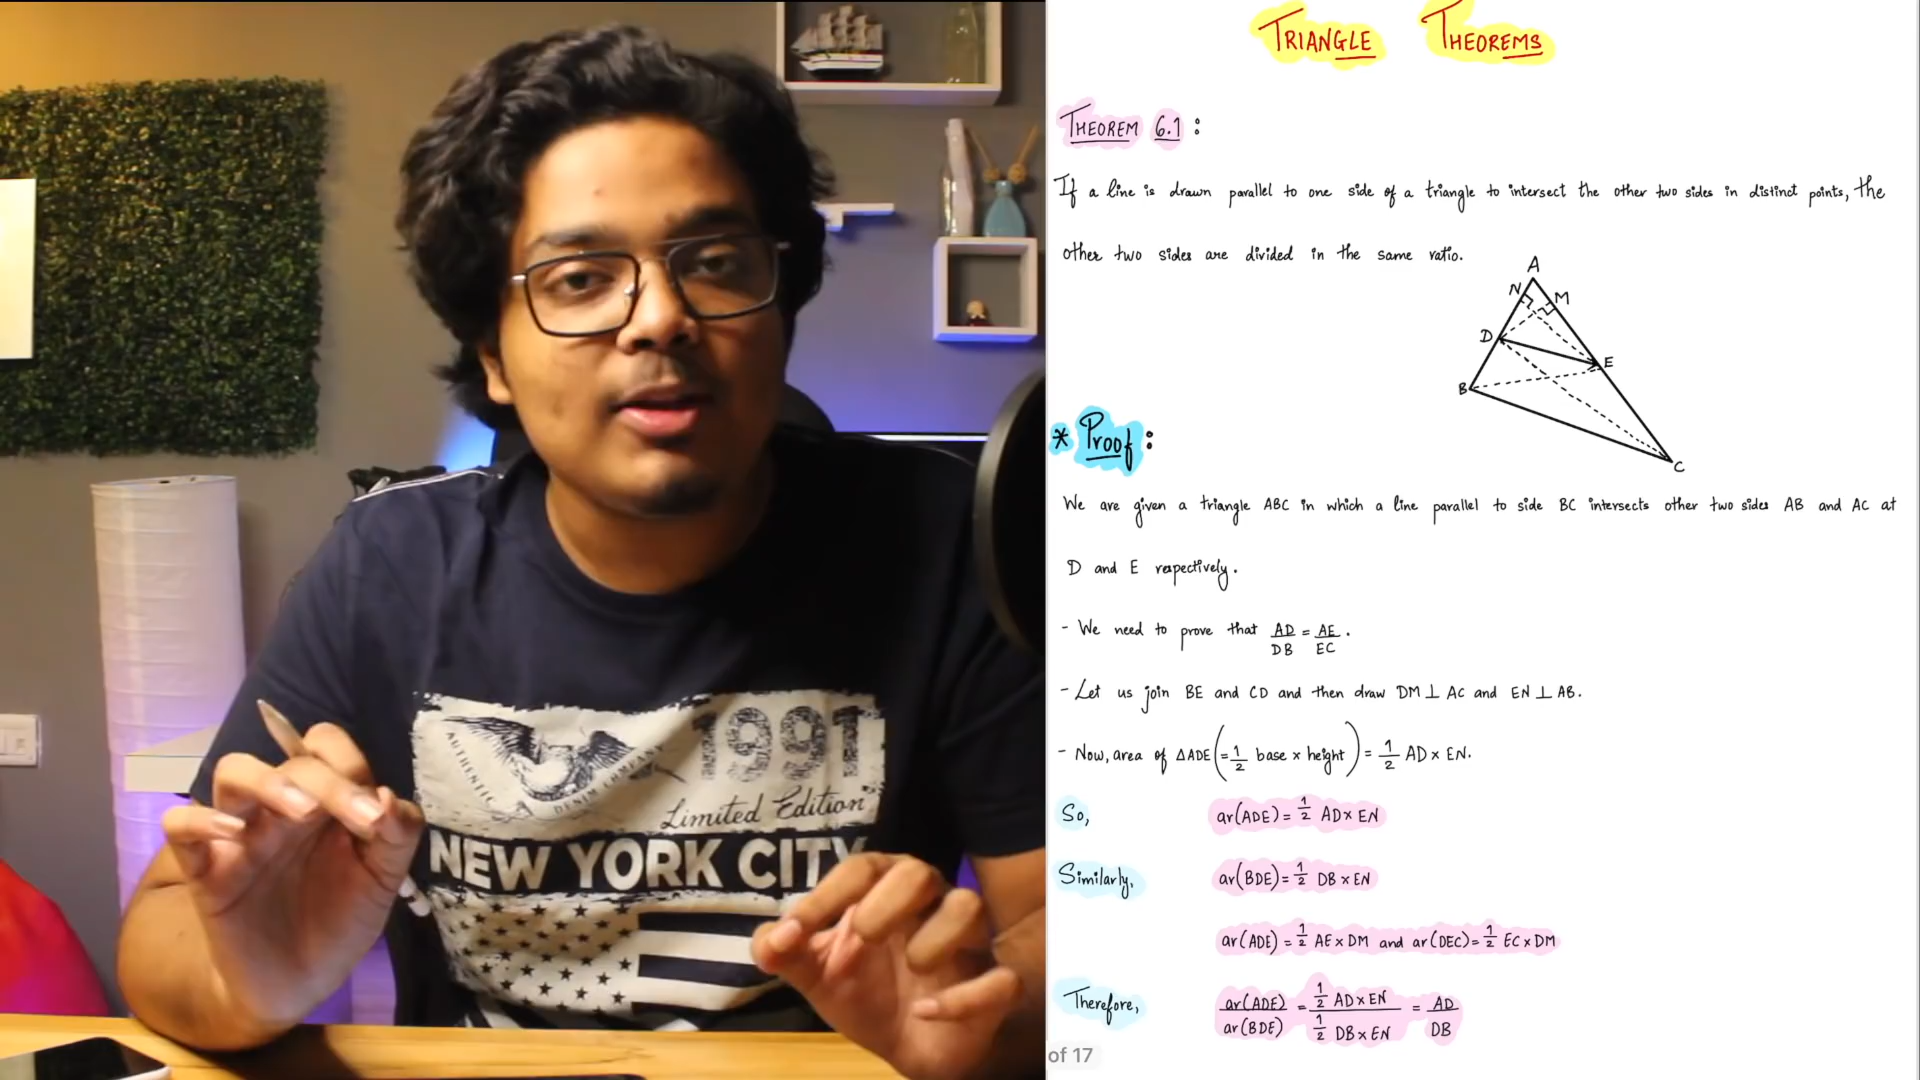 AUTHENTIC
DENIM COMPANY
1991
Limited Edition
NEW YORK CITY
TRIANGLE THEOREMS
THEOREM 6.1 :
If a line is drawn parallel to one side of a triangle to intersect the other two sides in distinct points, the
other two sides are divided in the same ratio.
A
N M
D E
B
C
* Proof :
We are given a triangle ABC in which a line parallel to side BC intersects other two sides AB and AC at
D and E respectively.
- We need to prove that AD/DB = AE/EC .
- Let us join BE and CD and then draw DM ⊥ AC and EN ⊥ AB.
- Now, area of ΔADE (= 1/2 base × height) = 1/2 AD × EN.
So, ar(ADE) = 1/2 AD × EN
Similarly, ar(BDE) = 1/2 DB × EN
ar(ADE) = 1/2 AE × DM and ar(DEC) = 1/2 EC × DM
Therefore, ar(ADE)/ar(BDE) = 1/2 AD × EN / 1/2 DB × EN = AD/DB
of 17